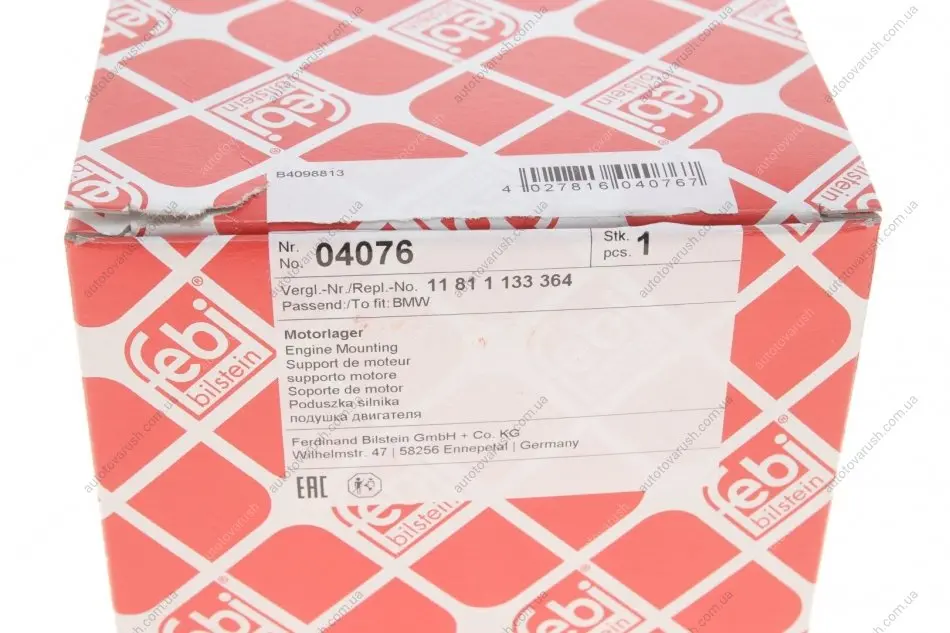 febi
bilstein
B4098813
4 027816 040767
Nr.
No. 04076
Stk.
pcs. 1
Vergl.-Nr./Repl.-No. 11 81 1 133 364
Passend:/To fit: BMW
Motorlager
Engine Mounting
Support de moteur
supporto motore
Soporte de motor
Poduszka silnika
подушка двигателя
Ferdinand Bilstein GmbH + Co. KG
Wilhelmstr. 47 | 58256 Ennepetal | Germany
EAC
febi
bilstein
febi
bilstein
autotovarush.com.ua